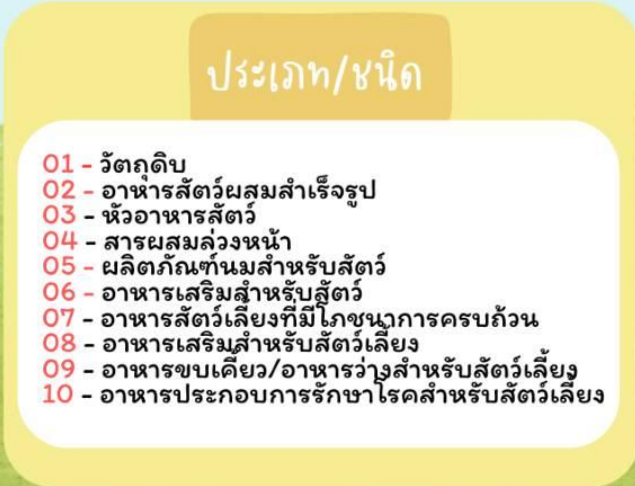 ประเภท/ชนิด
01 - วัตถุดิบ
02 - อาหารสัตว์ผสมสำเร็จรูป
03 - หัวอาหารสัตว์
04 - สารผสมล่วงหน้า
05 - ผลิตภัณฑ์นมสำหรับสัตว์
06 - อาหารเสริมสำหรับสัตว์
07 - อาหารสัตว์เลี้ยงที่มีโภชนาการครบถ้วน
08 - อาหารเสริมสำหรับสัตว์เลี้ยง
09 - อาหารขบเคี้ยว/อาหารว่างสำหรับสัตว์เลี้ยง
10 - อาหารประกอบการรักษาโรคสำหรับสัตว์เลี้ยง